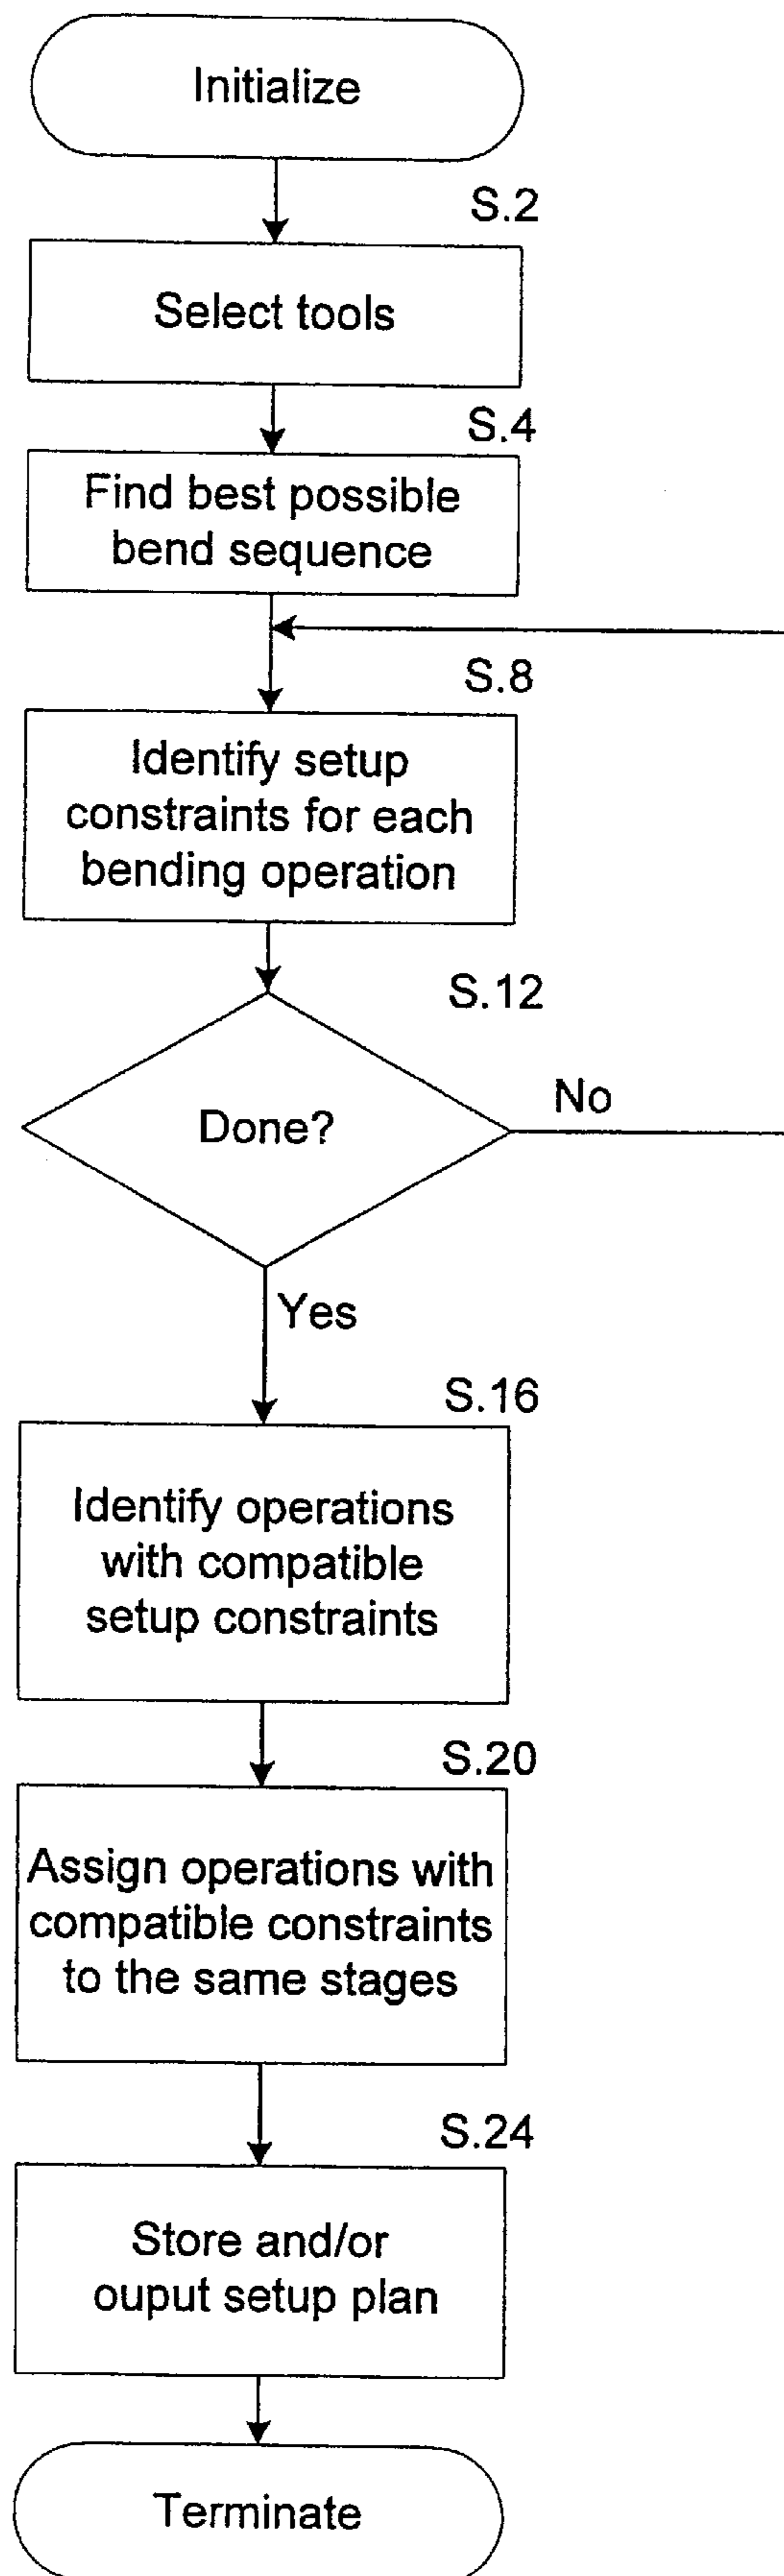 Initialize
S.2
Select tools
S.4
Find best possible
bend sequence
S.8
Identify setup
constraints for each
bending operation
S.12
Done?
No
Yes
S.16
Identify operations
with compatible
setup constraints
S.20
Assign operations with
compatible constraints
to the same stages
S.24
Store and/or
ouput setup plan
Terminate